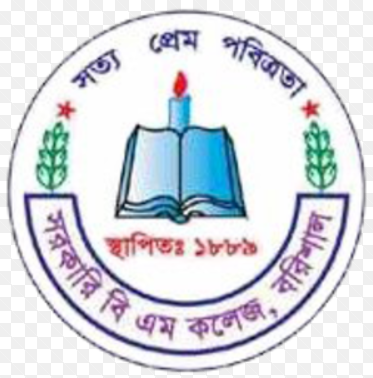 সত্য প্রেম পবিত্রতা
স্থাপিতঃ ১৮৮৯
সরকারি বি এম কলেজ, বরিশাল